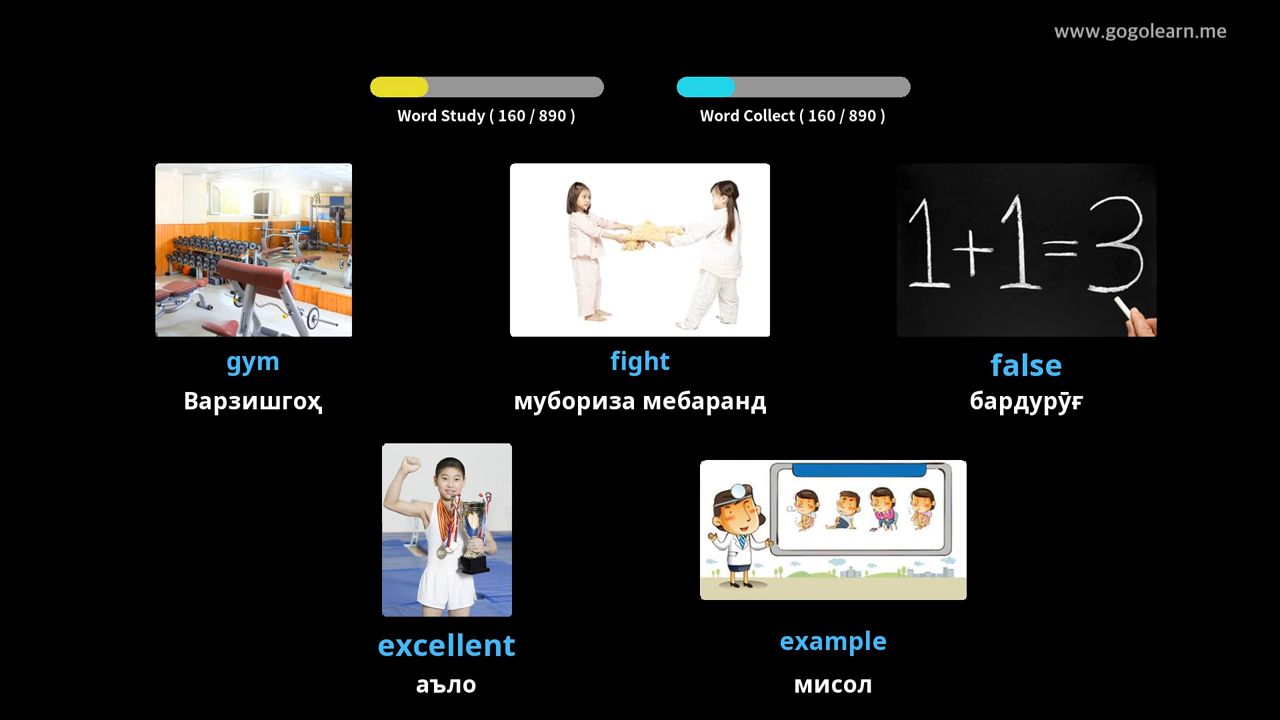 www.gogolearn.me
Word Study ( 160 / 890 )
Word Collect ( 160 / 890 )
1+1=3
gym
fight
false
Варзишгоҳ
мубориза мебаранд
бардурӯғ
excellent
example
аъло
мисол